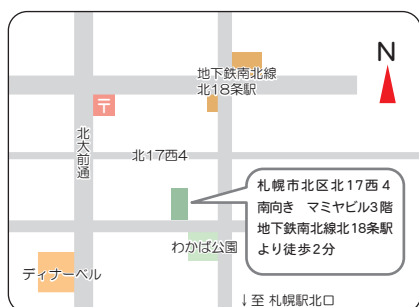 N
地下鉄南北線
北18条駅
〒
北大前通
北17西4
札幌市北区北17西4
南向き マミヤビル3階
地下鉄南北線北18条駅
より徒歩2分
わかば公園
ディナーベル
↓至 札幌駅北口